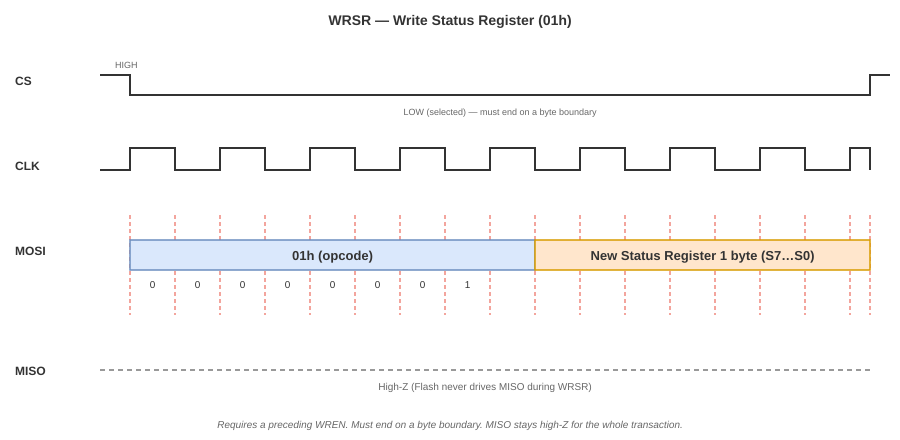 WRSR — Write Status Register (01h)
HIGH
CS
LOW (selected) — must end on a byte boundary
CLK
MOSI
01h (opcode)
New Status Register 1 byte (S7…S0)
0 0 0 0 0 0 0 1
MISO
High-Z (Flash never drives MISO during WRSR)
Requires a preceding WREN. Must end on a byte boundary. MISO stays high-Z for the whole transaction.